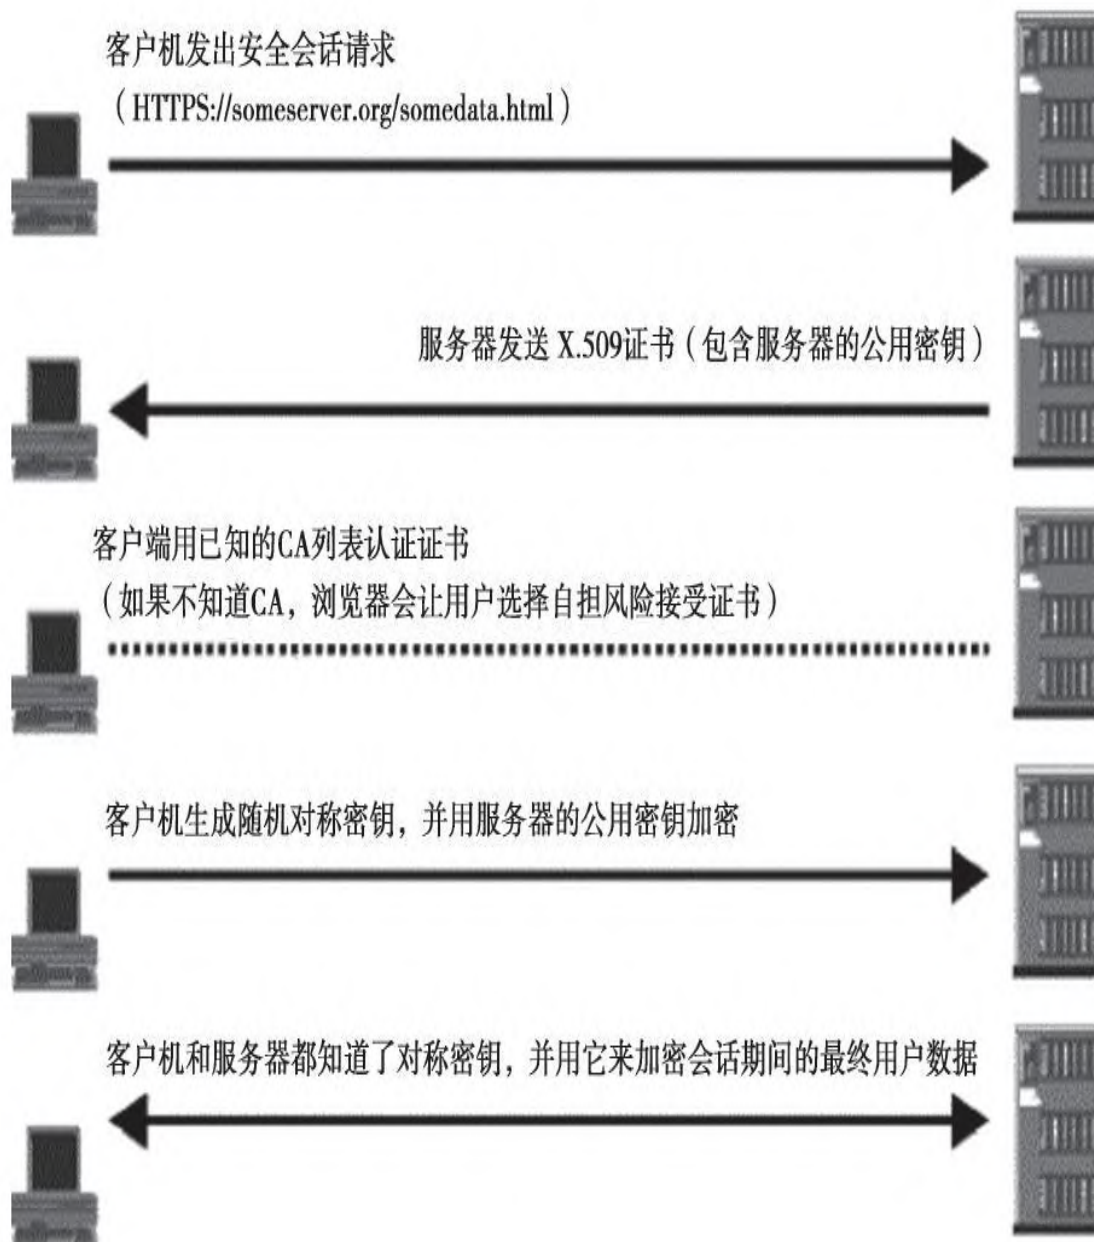 客户机发出安全会话请求
（HTTPS://someserver.org/somedata.html）
服务器发送 X.509证书（包含服务器的公用密钥）
客户端用已知的CA列表认证证书
（如果不知道CA，浏览器会让用户选择自担风险接受证书）
客户机生成随机对称密钥，并用服务器的公用密钥加密
客户机和服务器都知道了对称密钥，并用它来加密会话期间的最终用户数据